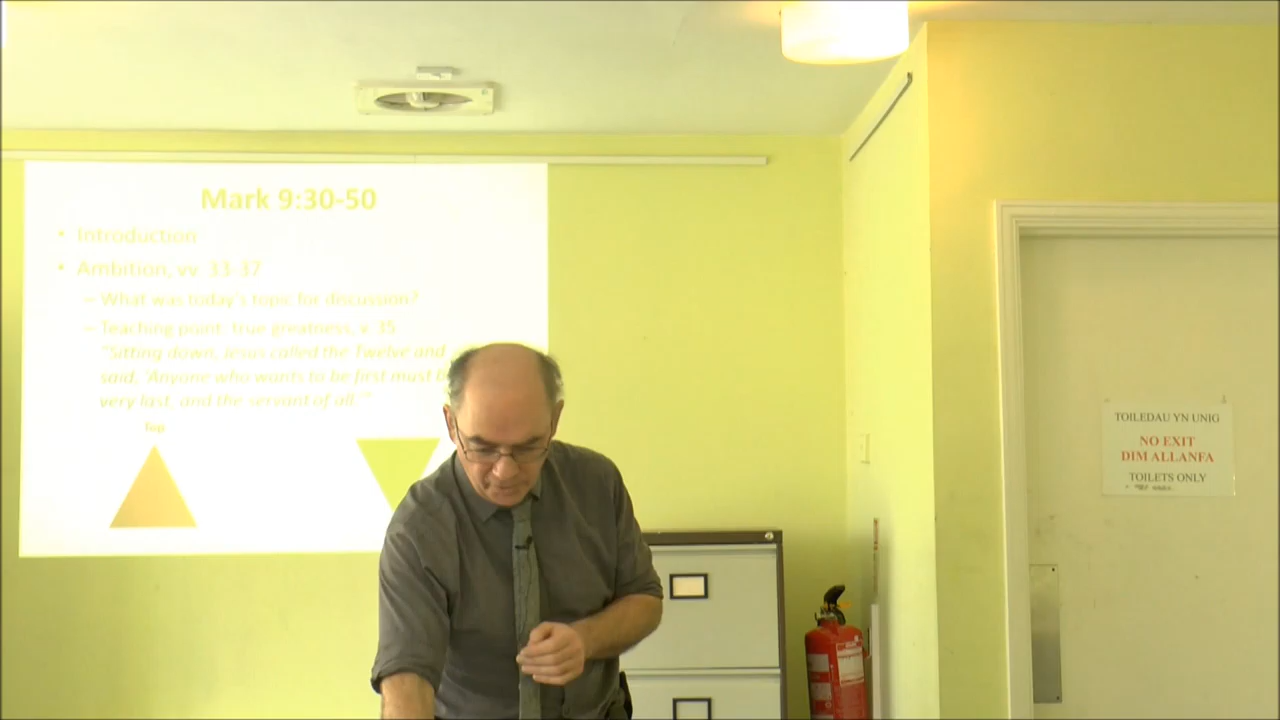 Mark 9:30-50
• Introduction
• Ambition, vv. 33-37
– What was today's topic for discussion?
– Teaching point: true greatness, v. 35
"Sitting down, Jesus called the Twelve and
said, 'Anyone who wants to be first must
very last, and the servant of all.'"
Top
TOILEDAU YN UNIG
NO EXIT
DIM ALLANFA
TOILETS ONLY